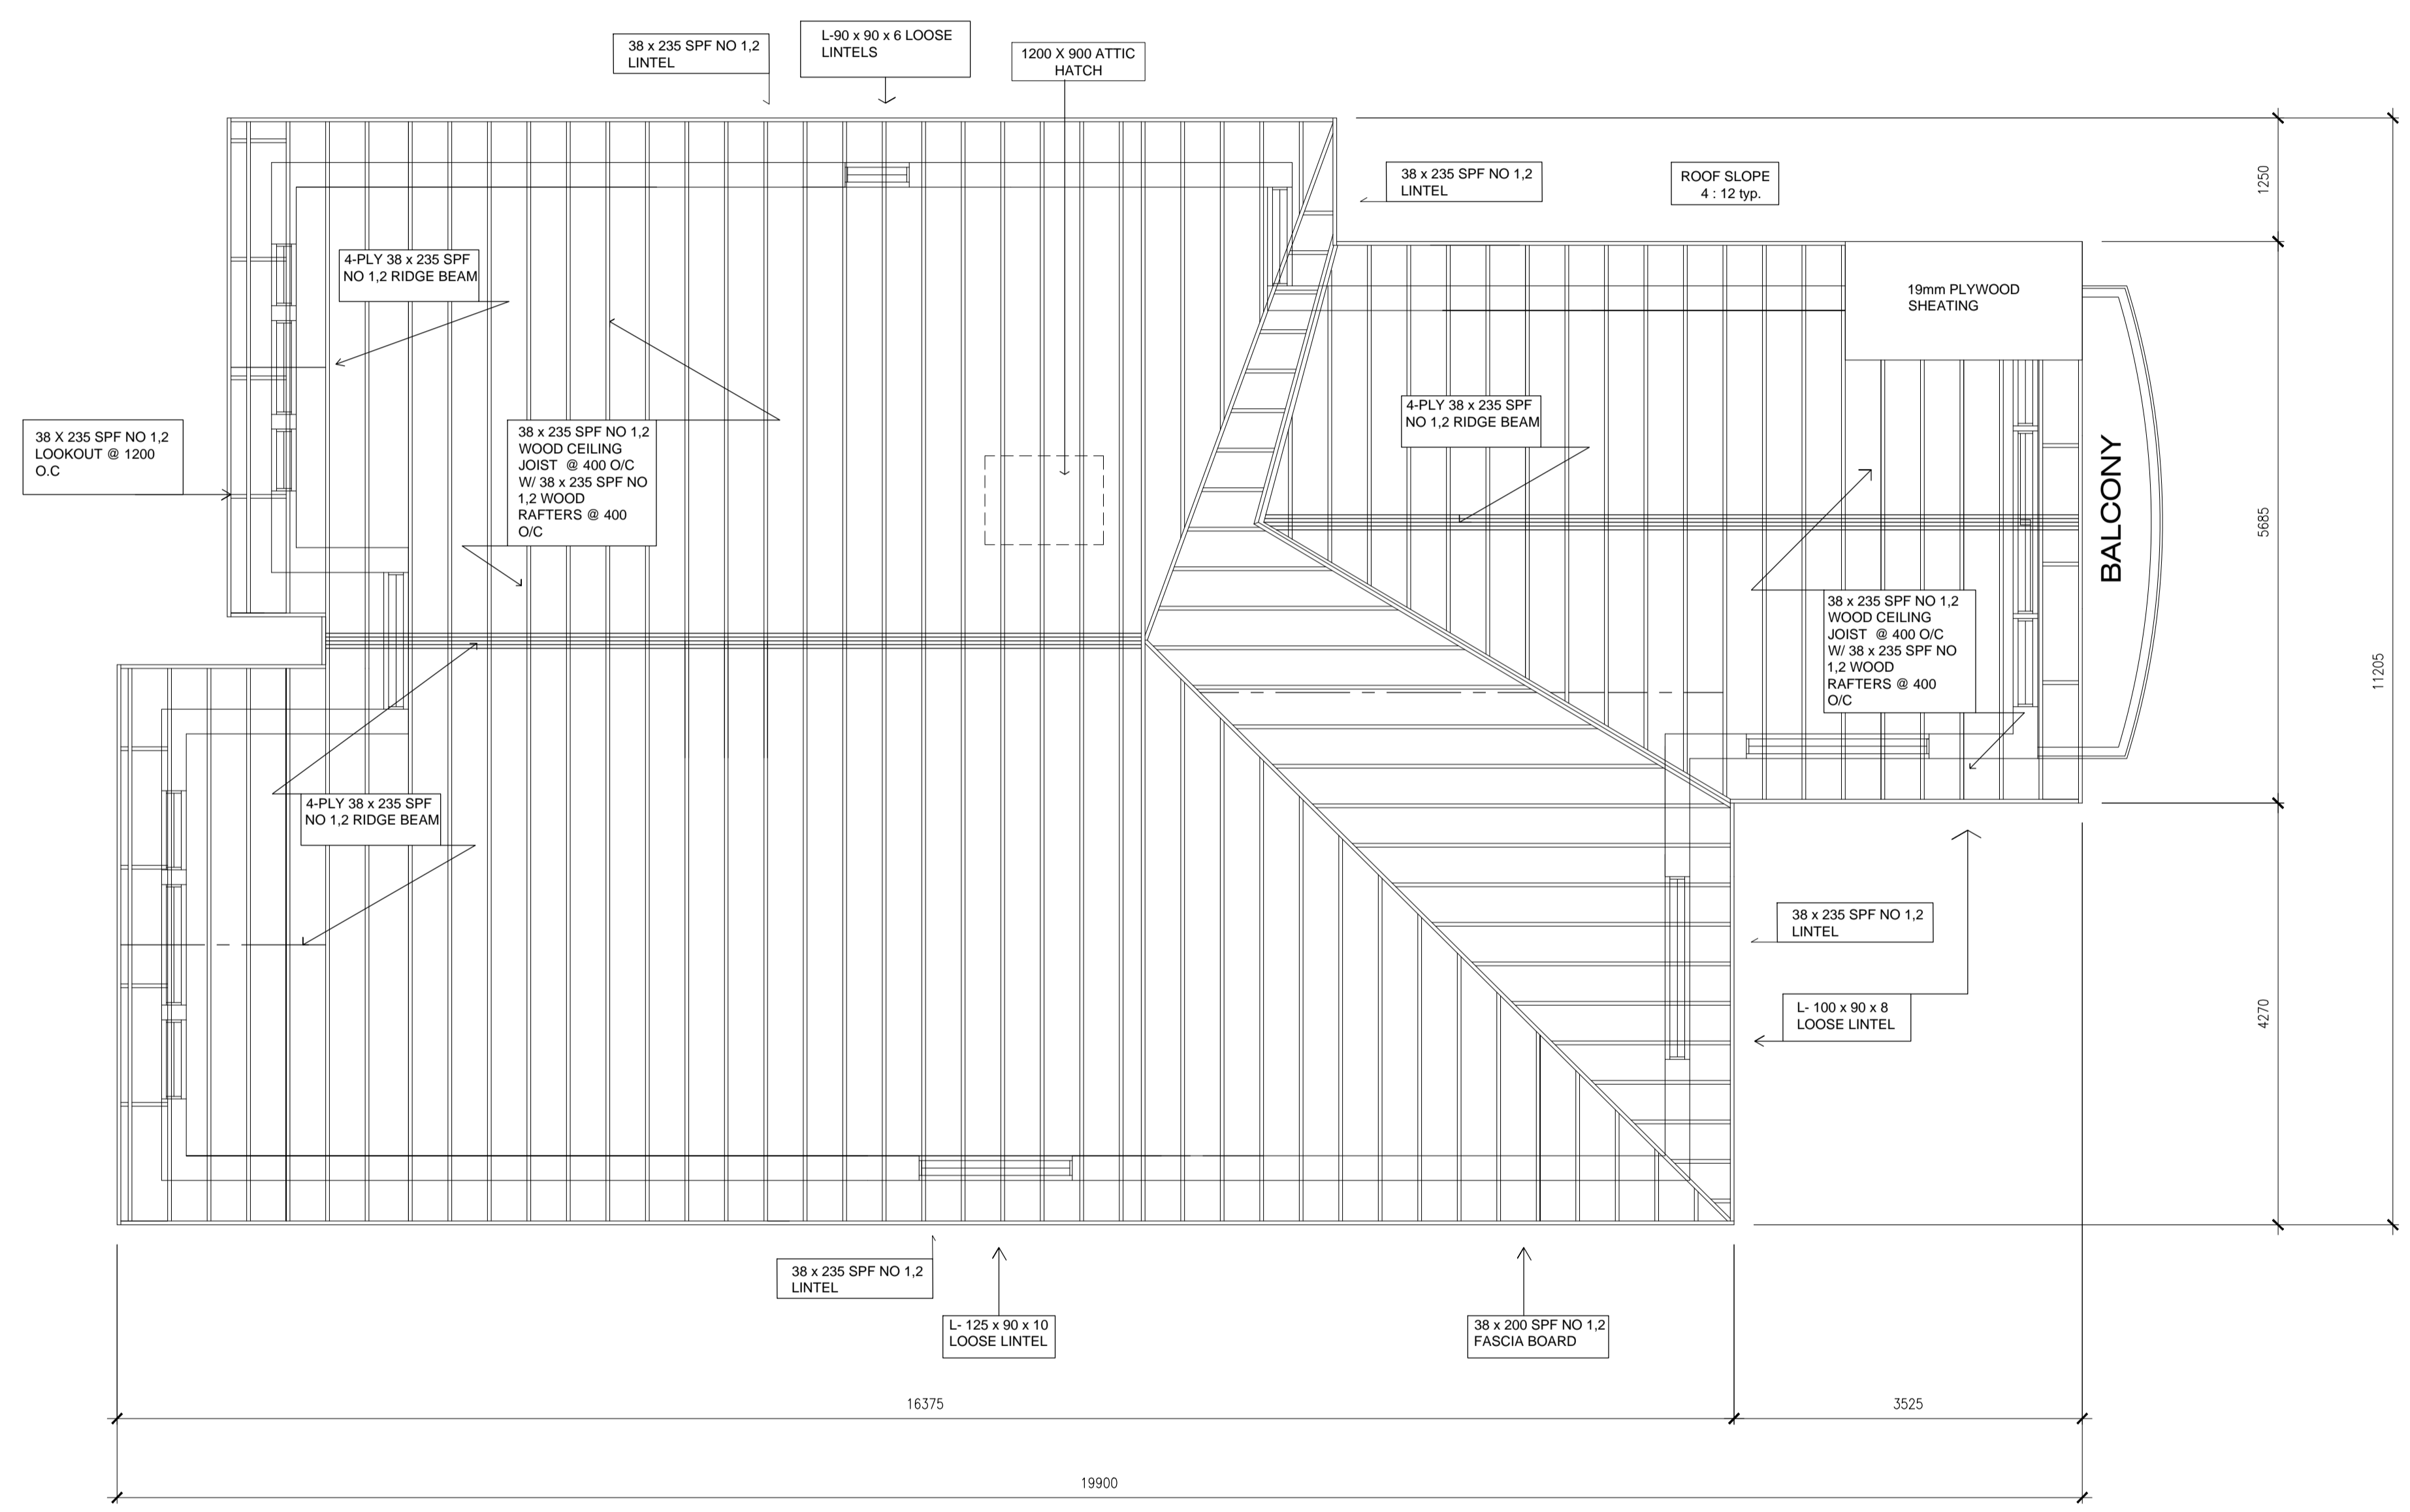 38 x 235 SPF NO 1,2
LINTEL
L-90 x 90 x 6 LOOSE
LINTELS
1200 X 900 ATTIC
HATCH
38 x 235 SPF NO 1,2
LINTEL
ROOF SLOPE
4 : 12 typ.
1250
4-PLY 38 x 235 SPF
NO 1,2 RIDGE BEAM
19mm PLYWOOD
SHEATING
38 X 235 SPF NO 1,2
LOOKOUT @ 1200
O.C
38 x 235 SPF NO 1,2
WOOD CEILING
JOIST @ 400 O/C
W/ 38 x 235 SPF NO
1,2 WOOD
RAFTERS @ 400
O/C
4-PLY 38 x 235 SPF
NO 1,2 RIDGE BEAM
BALCONY
5685
11205
38 x 235 SPF NO 1,2
WOOD CEILING
JOIST @ 400 O/C
W/ 38 x 235 SPF NO
1,2 WOOD
RAFTERS @ 400
O/C
4-PLY 38 x 235 SPF
NO 1,2 RIDGE BEAM
38 x 235 SPF NO 1,2
LINTEL
L- 100 x 90 x 8
LOOSE LINTEL
4270
38 x 235 SPF NO 1,2
LINTEL
L- 125 x 90 x 10
LOOSE LINTEL
38 x 200 SPF NO 1,2
FASCIA BOARD
16375
3525
19900